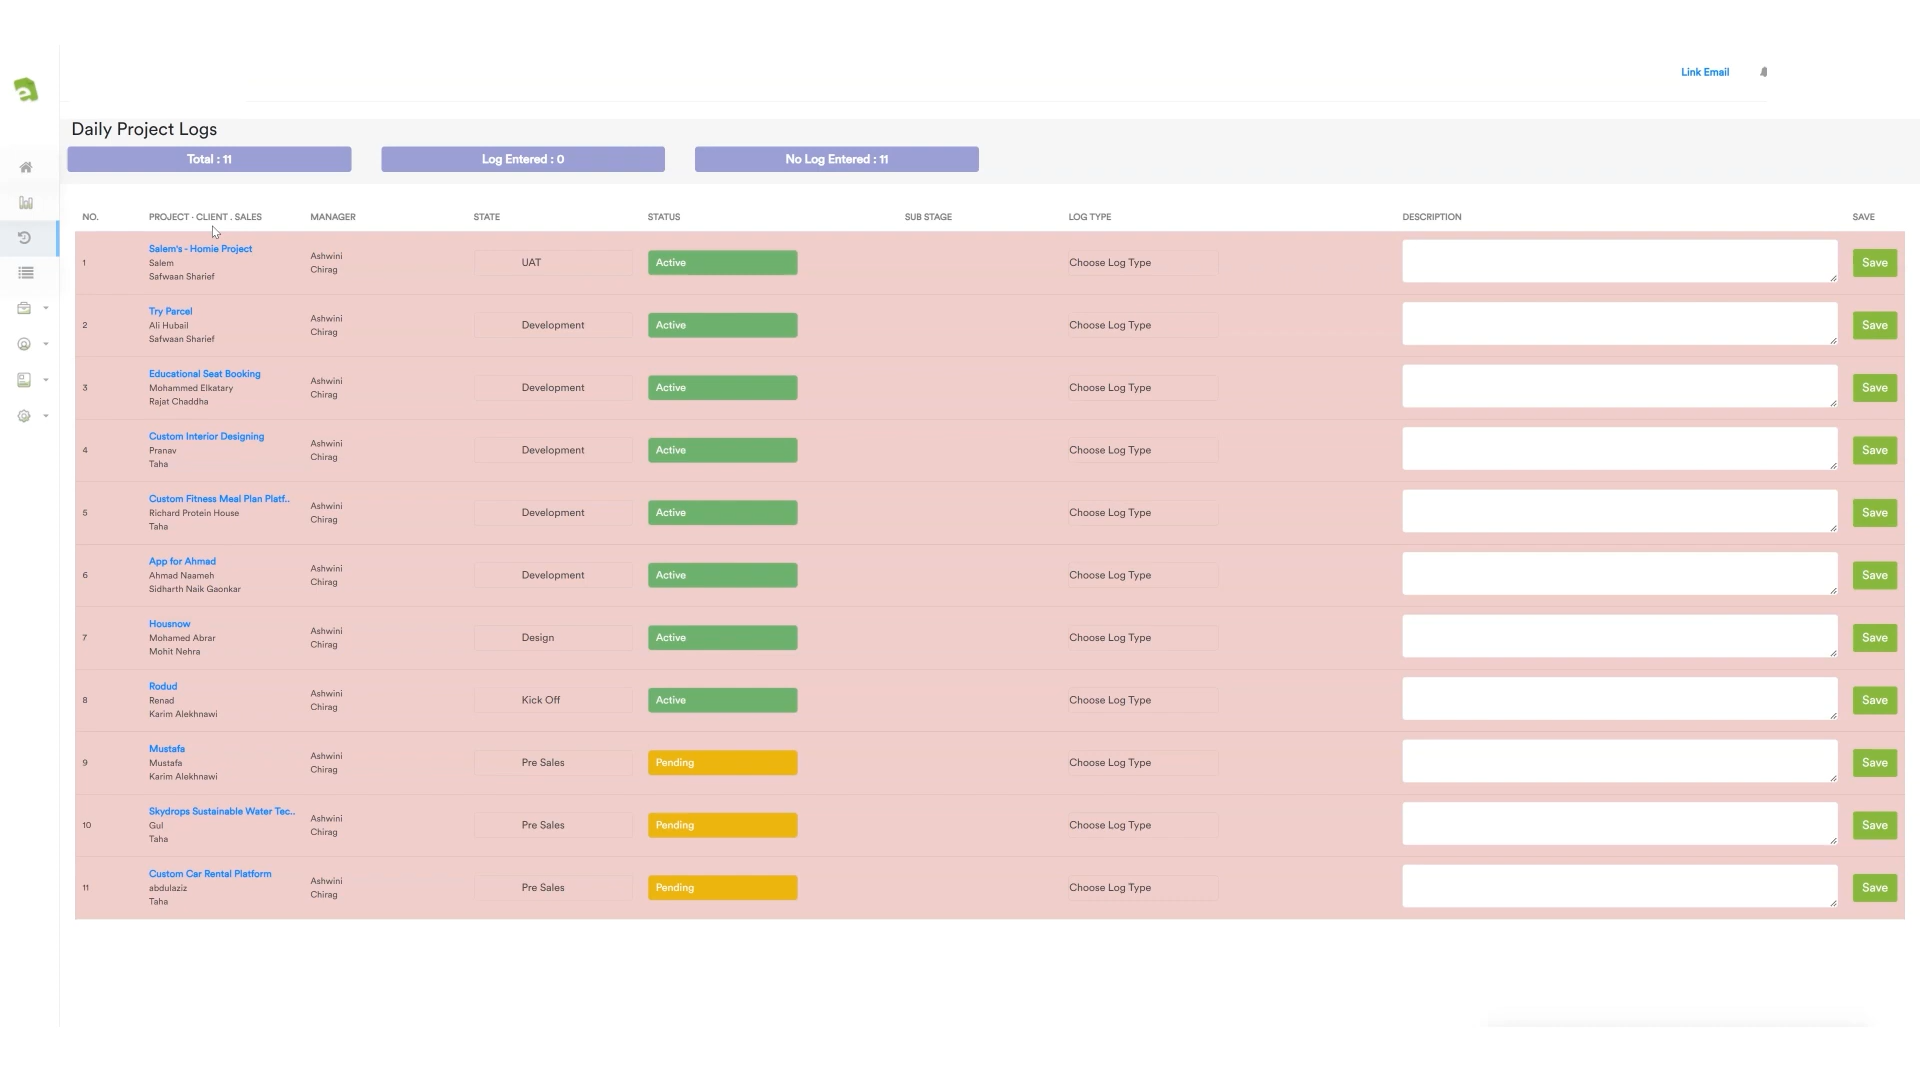 Link Email
Daily Project Logs
Total : 11
Log Entered : 0
No Log Entered : 11
NO. PROJECT · CLIENT . SALES MANAGER STATE STATUS SUB STAGE LOG TYPE DESCRIPTION SAVE
1 Salem's - Homie Project
Salem
Safwaan Sharief
Ashwini
Chirag
UAT Active Choose Log Type Save
2 Try Parcel
Ali Hubail
Safwaan Sharief
Ashwini
Chirag
Development Active Choose Log Type Save
3 Educational Seat Booking
Mohammed Elkatary
Rajat Chaddha
Ashwini
Chirag
Development Active Choose Log Type Save
4 Custom Interior Designing
Pranav
Taha
Ashwini
Chirag
Development Active Choose Log Type Save
5 Custom Fitness Meal Plan Platf..
Richard Protein House
Taha
Ashwini
Chirag
Development Active Choose Log Type Save
6 App for Ahmad
Ahmad Naameh
Sidharth Naik Gaonkar
Ashwini
Chirag
Development Active Choose Log Type Save
7 Housnow
Mohamed Abrar
Mohit Nehra
Ashwini
Chirag
Design Active Choose Log Type Save
8 Rodud
Renad
Karim Alekhnawi
Ashwini
Chirag
Kick Off Active Choose Log Type Save
9 Mustafa
Mustafa
Karim Alekhnawi
Ashwini
Chirag
Pre Sales Pending Choose Log Type Save
10 Skydrops Sustainable Water Tec..
Gul
Taha
Ashwini
Chirag
Pre Sales Pending Choose Log Type Save
11 Custom Car Rental Platform
abdulaziz
Taha
Ashwini
Chirag
Pre Sales Pending Choose Log Type Save